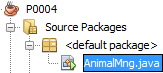 P0004
Source Packages
<default package>
AnimalMng.java